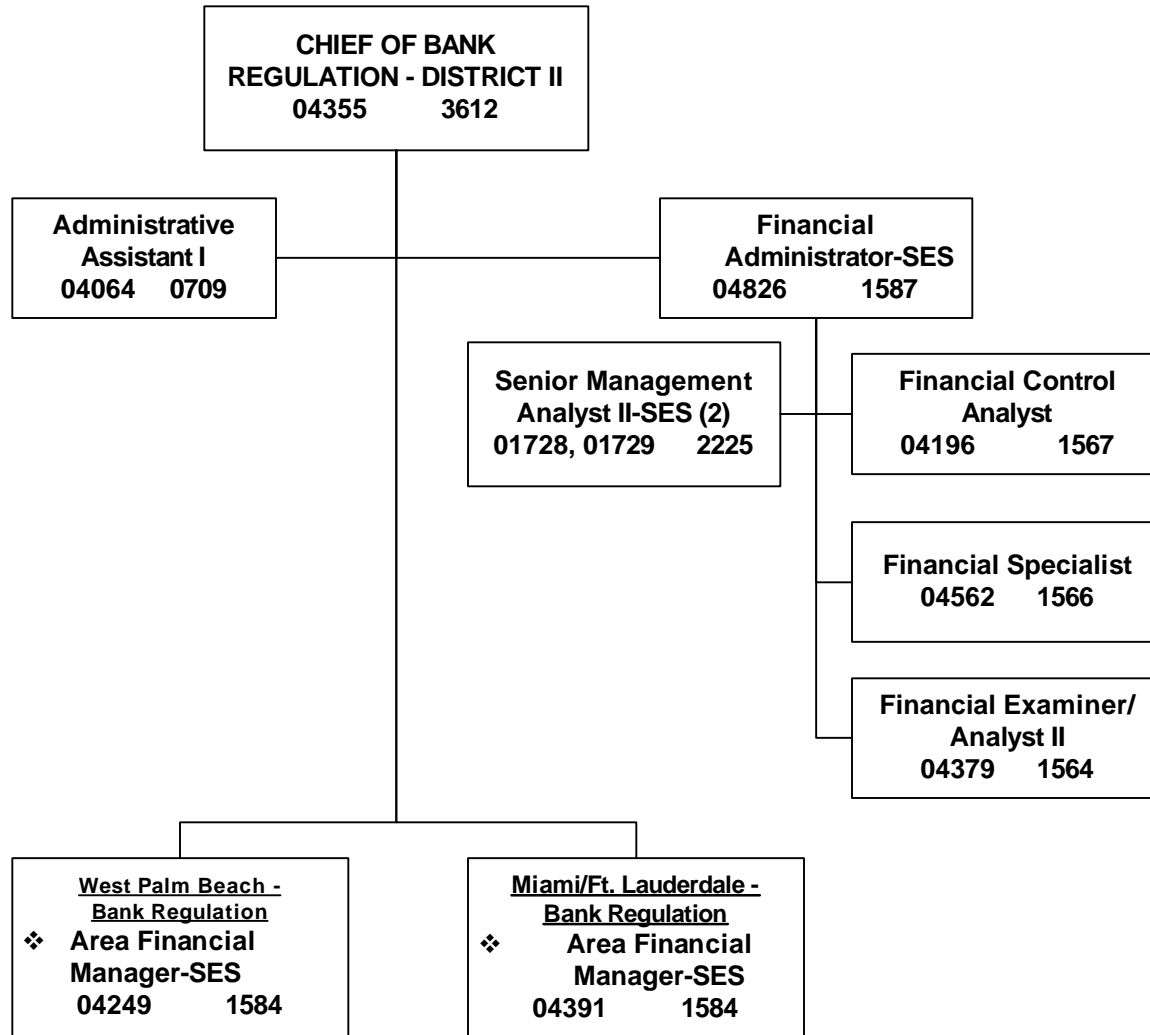 CHIEF OF BANK
REGULATION - DISTRICT II
04355 3612
Administrative
Assistant I
04064 0709
Financial
Administrator-SES
04826 1587
Senior Management
Analyst II-SES (2)
01728, 01729 2225
Financial Control
Analyst
04196 1567
Financial Specialist
04562 1566
Financial Examiner/
Analyst II
04379 1564
West Palm Beach -
Bank Regulation
❖ Area Financial
Manager-SES
04249 1584
Miami/Ft. Lauderdale -
Bank Regulation
❖ Area Financial
Manager-SES
04391 1584